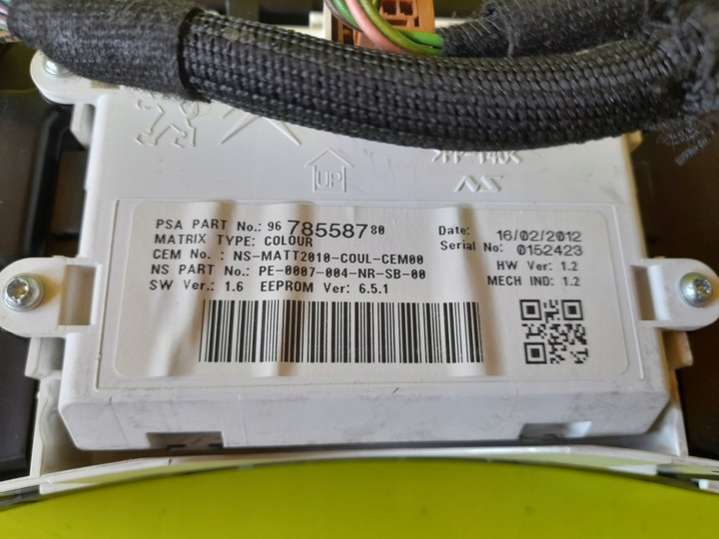 UP
PSA PART No.: 96 785587 80
MATRIX TYPE: COLOUR
CEM No. : NS-MATT2010-COUL-CEM00
NS PART No.: PE-0007-004-NR-SB-00
SW Ver.: 1.6 EEPROM Ver: 6.5.1
Date: 16/02/2012
Serial No: 0152423
HW Ver: 1.2
MECH IND: 1.2